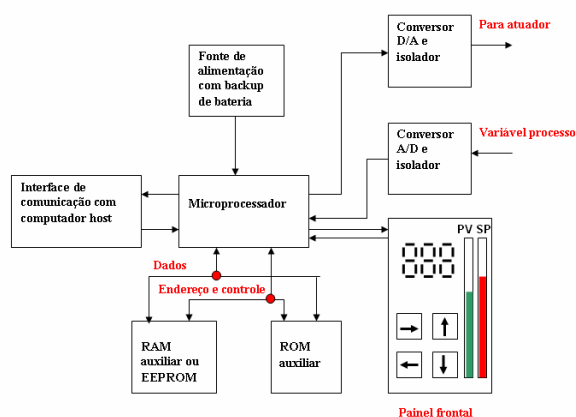 Conversor
D/A e
isolador
Para atuador
Fonte de
alimentação
com backup
de bateria
Conversor
A/D e
isolador
Variável processo
Interface de
comunicação com
computador host
Microprocessador
PV SP
888
Dados
Endereço e controle
RAM
auxiliar ou
EEPROM
ROM
auxiliar
Painel frontal